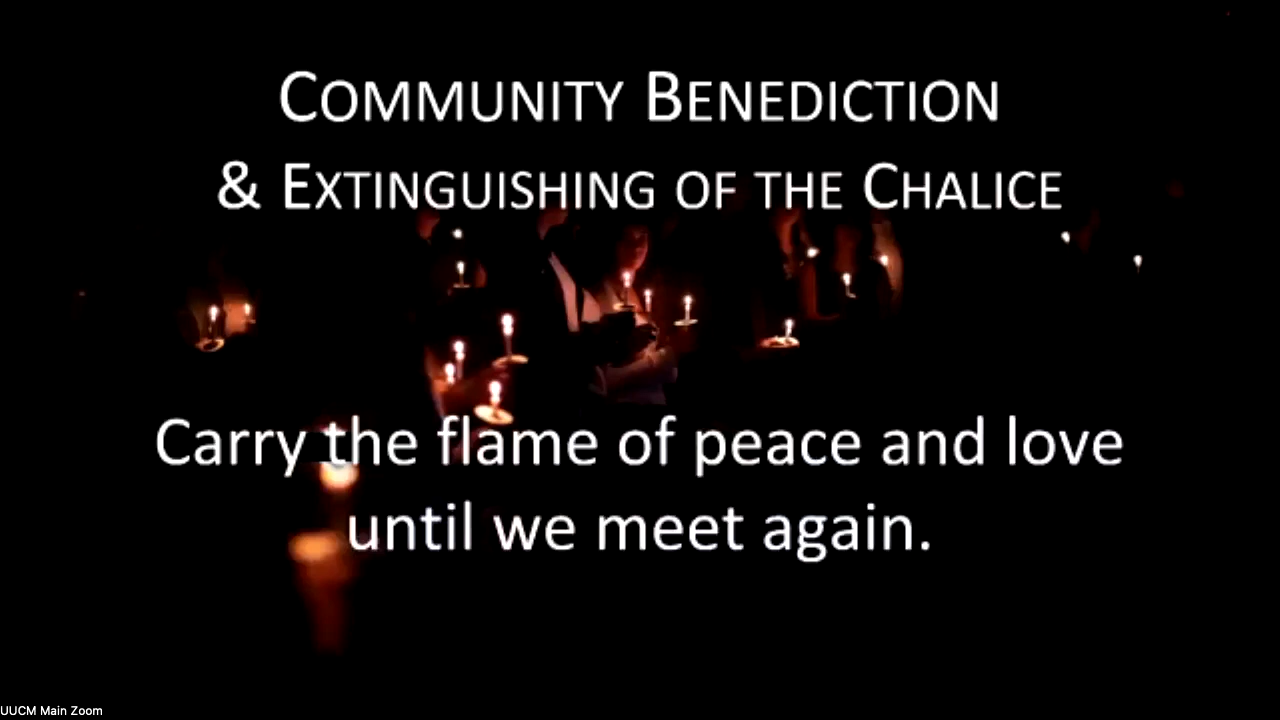 COMMUNITY BENEDICTION
& EXTINGUISHING OF THE CHALICE
Carry the flame of peace and love
until we meet again.
UUCM Main Zoom